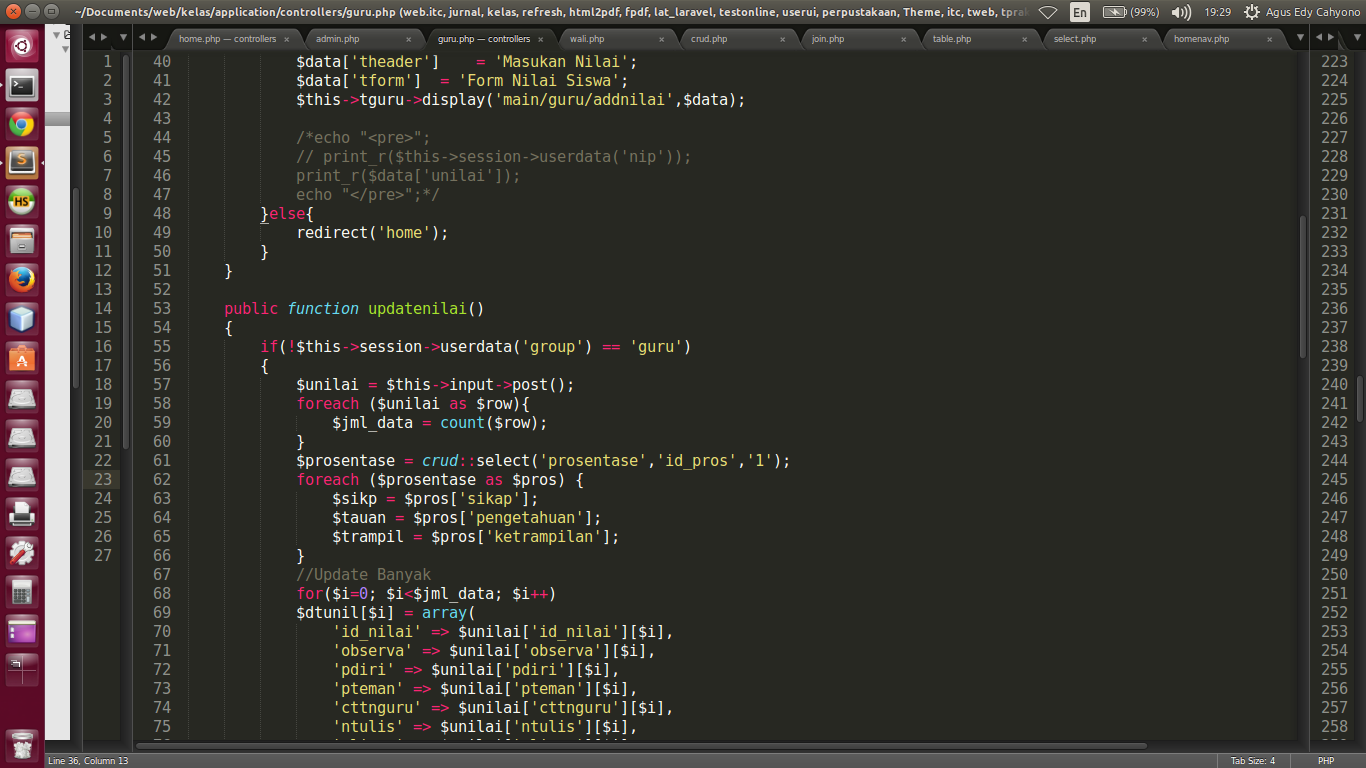 ~/Documents/web/kelas/application/controllers/guru.php (web.itc, jurnal, kelas, refresh, html2pdf, fpdf, lat_laravel, testonline, userui, perpustakaan, Theme, itc, tweb, tprak
En (99%) 19:29 Agus Edy Cahyono
home.php — controllers × admin.php × guru.php — controllers × wali.php × crud.php × join.php × table.php × select.php × homenav.php ×
1 40 $data['theader'] = 'Masukan Nilai'; 223
2 41 $data['tform'] = 'Form Nilai Siswa'; 224
3 42 $this->tguru->display('main/guru/addnilai',$data); 225
4 43 226
5 44 /*echo "<pre>"; 227
6 45 // print_r($this->session->userdata('nip')); 228
7 46 print_r($data['unilai']); 229
8 47 echo "</pre>";*/ 230
9 48 }else{ 231
10 49 redirect('home'); 232
11 50 } 233
12 51 } 234
13 52 235
14 53 public function updatenilai() 236
15 54 { 237
16 55 if(!$this->session->userdata('group') == 'guru') 238
17 56 { 239
18 57 $unilai = $this->input->post(); 240
19 58 foreach ($unilai as $row){ 241
20 59 $jml_data = count($row); 242
21 60 } 243
22 61 $prosentase = crud::select('prosentase','id_pros','1'); 244
23 62 foreach ($prosentase as $pros) { 245
24 63 $sikp = $pros['sikap']; 246
25 64 $tauan = $pros['pengetahuan']; 247
26 65 $trampil = $pros['ketrampilan']; 248
27 66 } 249
67 //Update Banyak 250
68 for($i=0; $i<$jml_data; $i++) 251
69 $dtunil[$i] = array( 252
70 'id_nilai' => $unilai['id_nilai'][$i], 253
71 'observa' => $unilai['observa'][$i], 254
72 'pdiri' => $unilai['pdiri'][$i], 255
73 'pteman' => $unilai['pteman'][$i], 256
74 'cttnguru' => $unilai['cttnguru'][$i], 257
75 'ntulis' => $unilai['ntulis'][$i], 258
Line 36, Column 13 Tab Size: 4 PHP